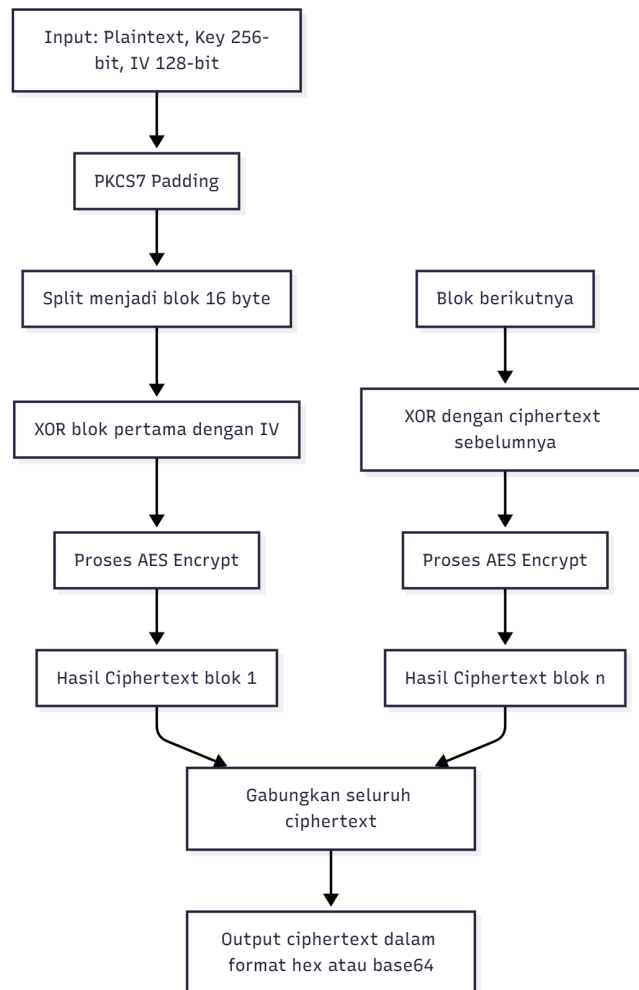 Input: Plaintext, Key 256-
bit, IV 128-bit
PKCS7 Padding
Split menjadi blok 16 byte
XOR blok pertama dengan IV
Proses AES Encrypt
Hasil Ciphertext blok 1
Blok berikutnya
XOR dengan ciphertext
sebelumnya
Proses AES Encrypt
Hasil Ciphertext blok n
Gabungkan seluruh
ciphertext
Output ciphertext dalam
format hex atau base64